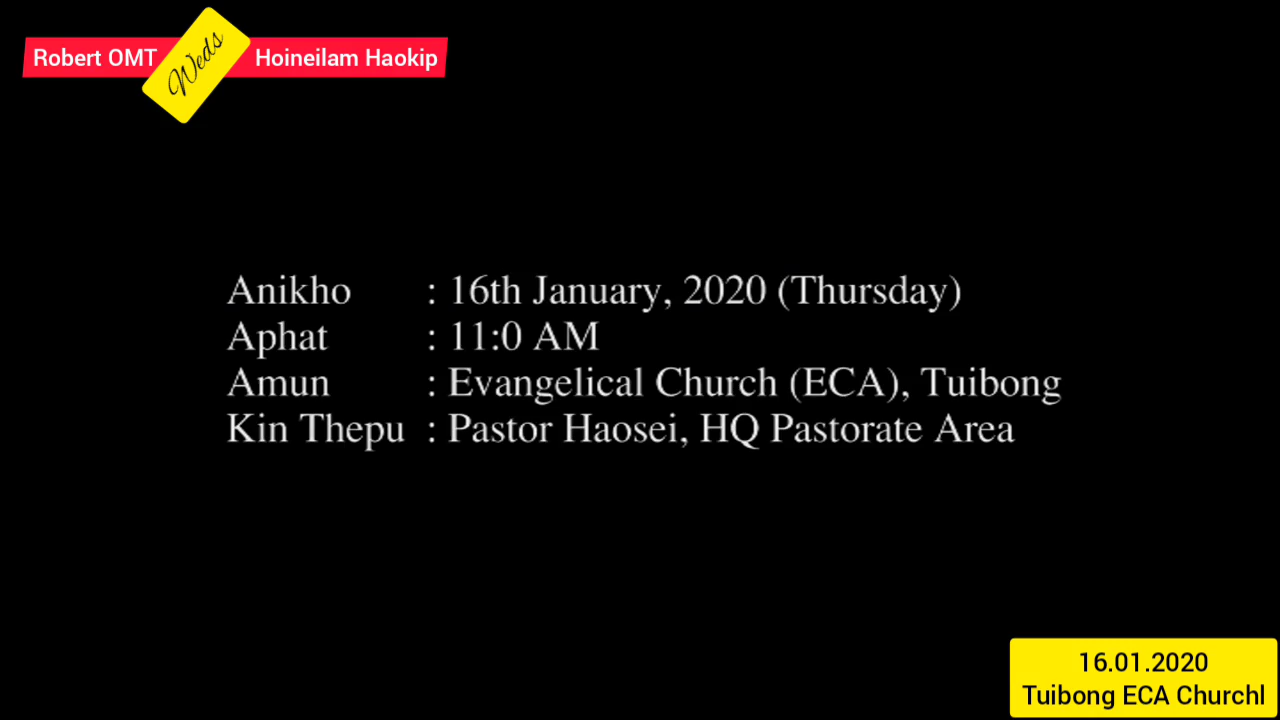 Robert OMT Weds Hoineilam Haokip
Anikho : 16th January, 2020 (Thursday)
Aphat : 11:0 AM
Amun : Evangelical Church (ECA), Tuibong
Kin Thepu : Pastor Haosei, HQ Pastorate Area
16.01.2020
Tuibong ECA Churchl